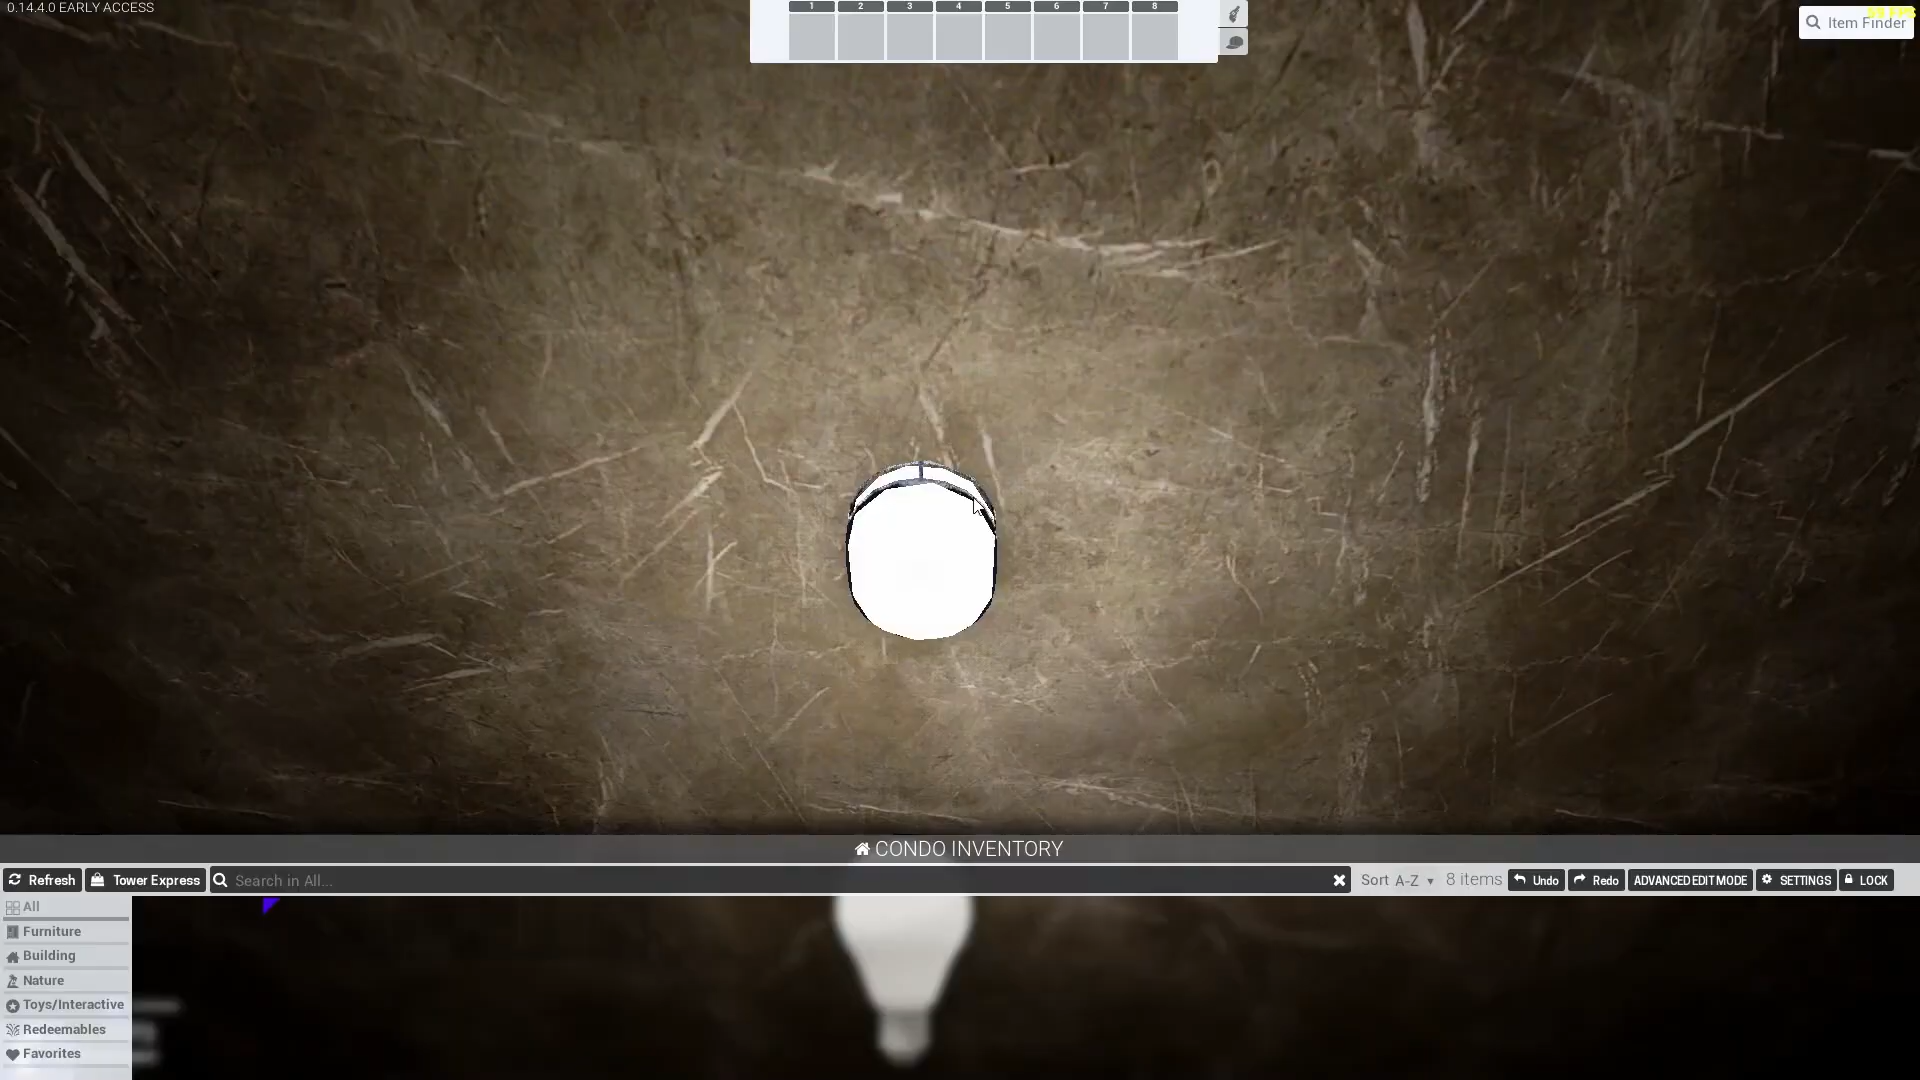 0.14.4.0 EARLY ACCESS
1 2 3 4 5 6 7 8
Item Finder
CONDO INVENTORY
Refresh Tower Express Search in All... Sort A-Z 8 items Undo Redo ADVANCED EDIT MODE SETTINGS LOCK
All
Furniture
Building
Nature
Toys/Interactive
Redeemables
Favorites